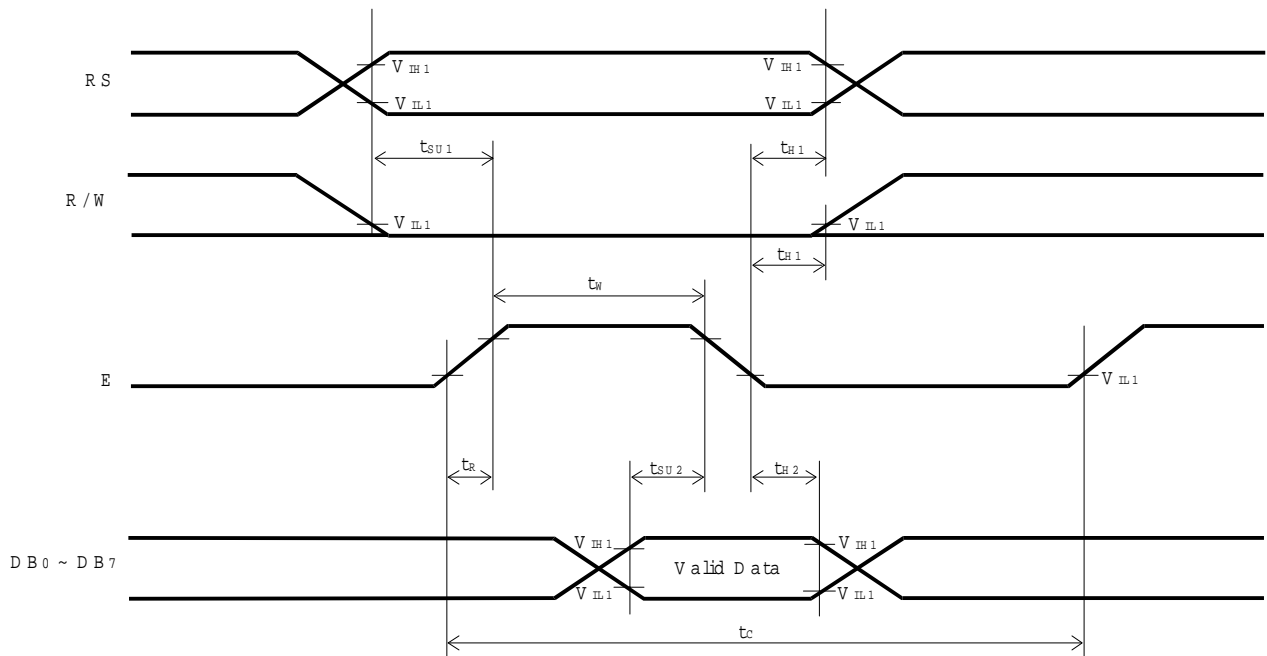 RS
VIH1
VIH1
VIL1
VIL1
tSU1
tH1
R/W
VIL1
VIL1
tH1
tW
E
VIL1
tR
tSU2
tH2
DB0~DB7
VIH1
Valid Data
VIH1
VIL1
VIL1
tC